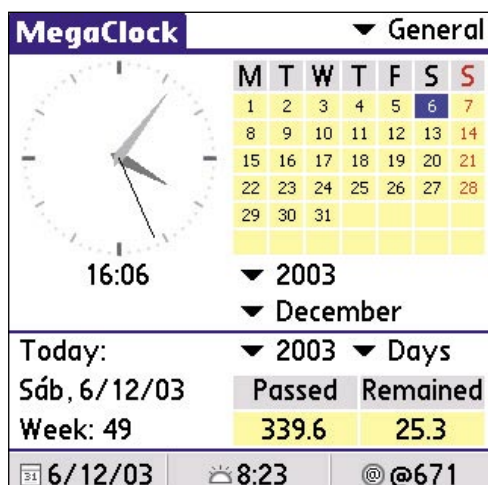 MegaClock General
M T W T F S S
1 2 3 4 5 6 7
8 9 10 11 12 13 14
15 16 17 18 19 20 21
22 23 24 25 26 27 28
29 30 31
16:06
2003
December
Today: 2003 Days
Sáb, 6/12/03 Passed Remained
Week: 49 339.6 25.3
31 6/12/03 8:23 @ @671